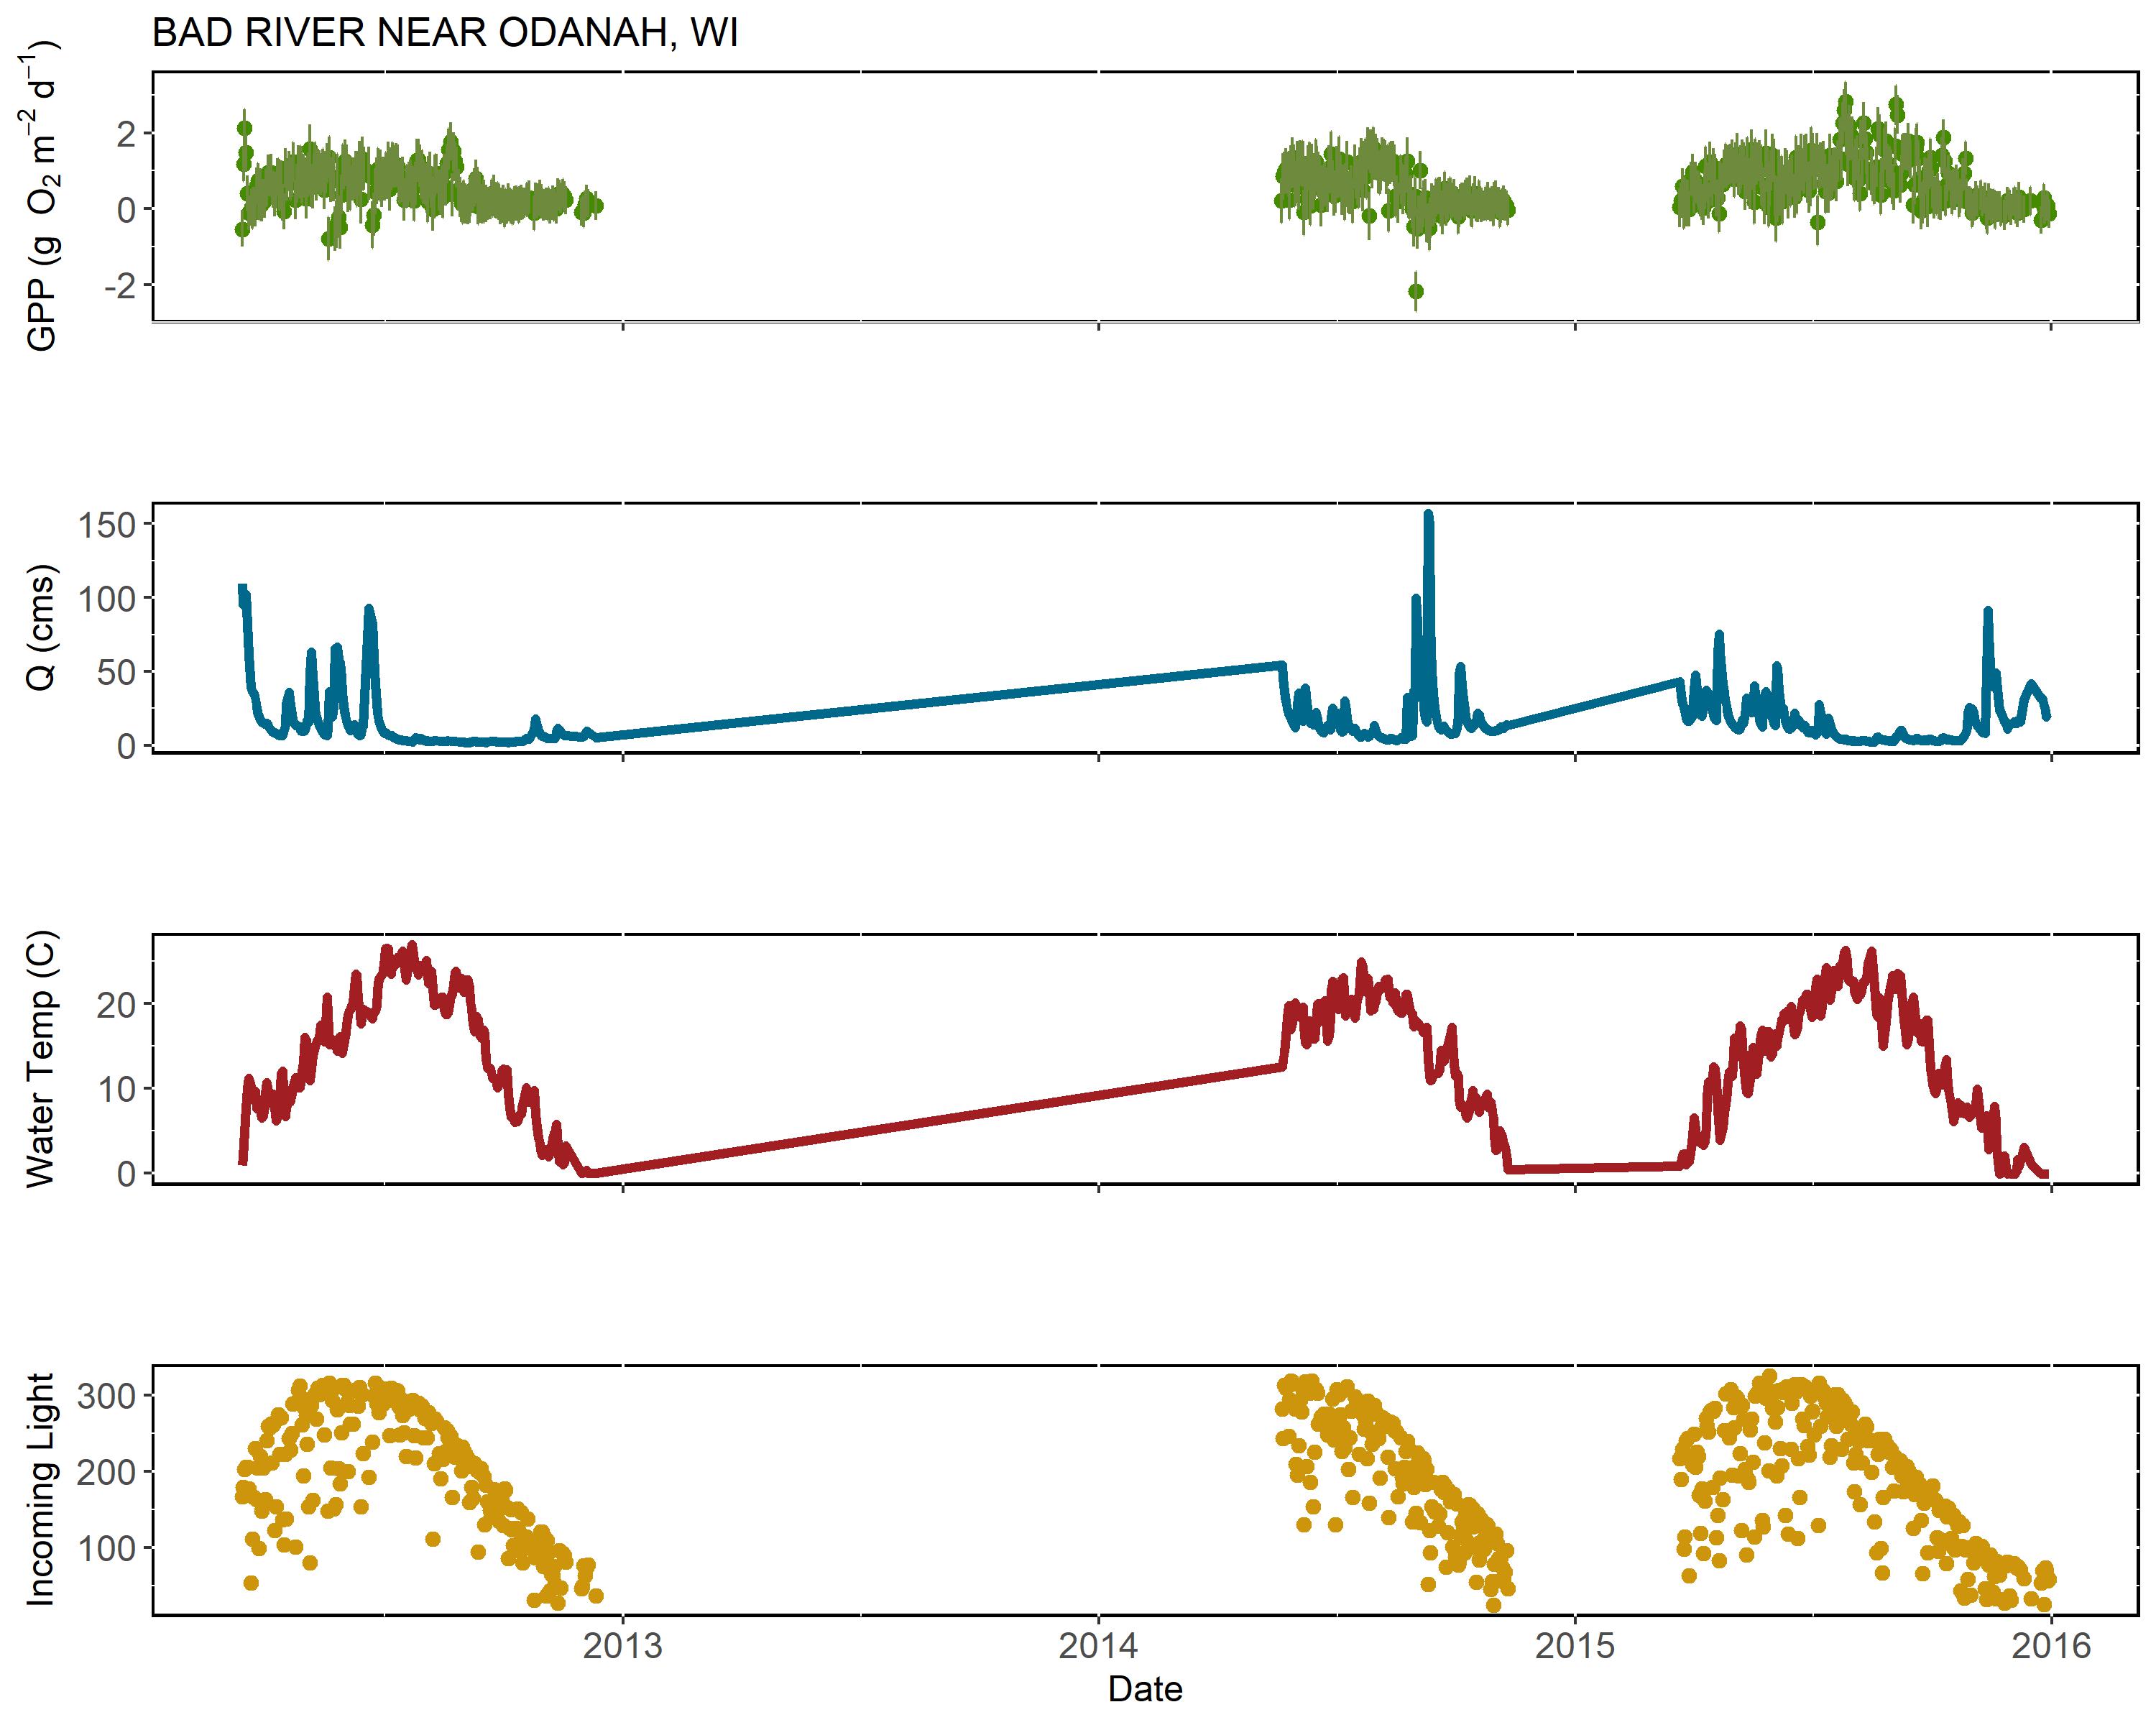 BAD RIVER NEAR ODANAH, WI
GPP (g O₂ m⁻² d⁻¹)
2
0
-2
Q (cms)
150
100
50
0
Water Temp (C)
20
10
0
Incoming Light
300
200
100
2013 2014 2015 2016
Date